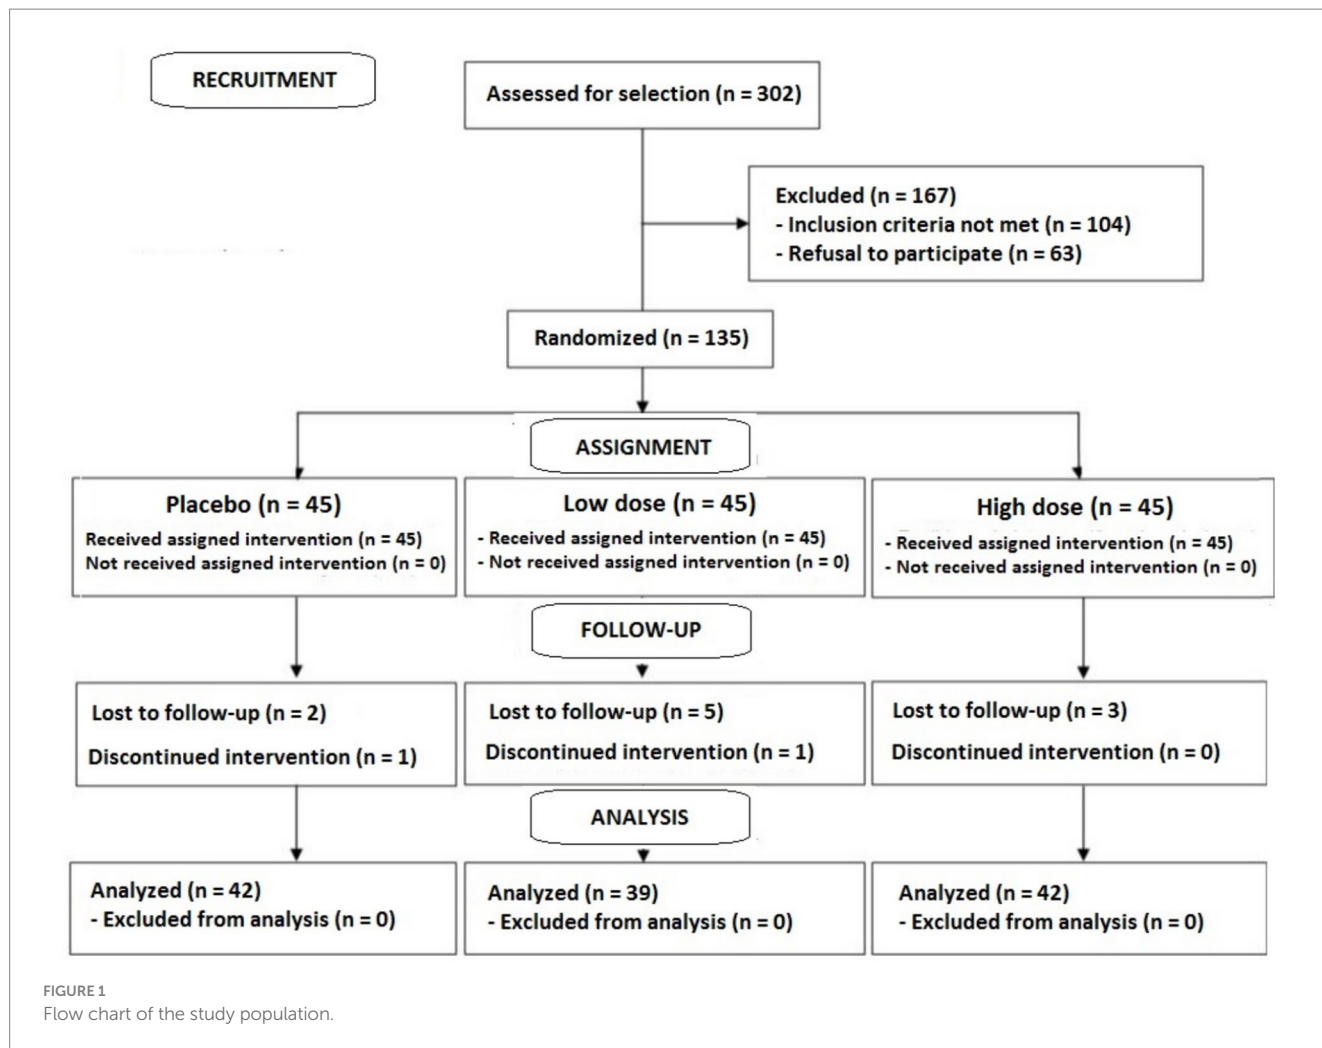 RECRUITMENT
Assessed for selection (n = 302)
Excluded (n = 167)
- Inclusion criteria not met (n = 104)
- Refusal to participate (n = 63)
Randomized (n = 135)
ASSIGNMENT
Placebo (n = 45)
Received assigned intervention (n = 45)
Not received assigned intervention (n = 0)
Low dose (n = 45)
- Received assigned intervention (n = 45)
- Not received assigned intervention (n = 0)
High dose (n = 45)
- Received assigned intervention (n = 45)
- Not received assigned intervention (n = 0)
FOLLOW-UP
Lost to follow-up (n = 2)
Discontinued intervention (n = 1)
Lost to follow-up (n = 5)
Discontinued intervention (n = 1)
Lost to follow-up (n = 3)
Discontinued intervention (n = 0)
ANALYSIS
Analyzed (n = 42)
- Excluded from analysis (n = 0)
Analyzed (n = 39)
- Excluded from analysis (n = 0)
Analyzed (n = 42)
- Excluded from analysis (n = 0)
FIGURE 1
Flow chart of the study population.